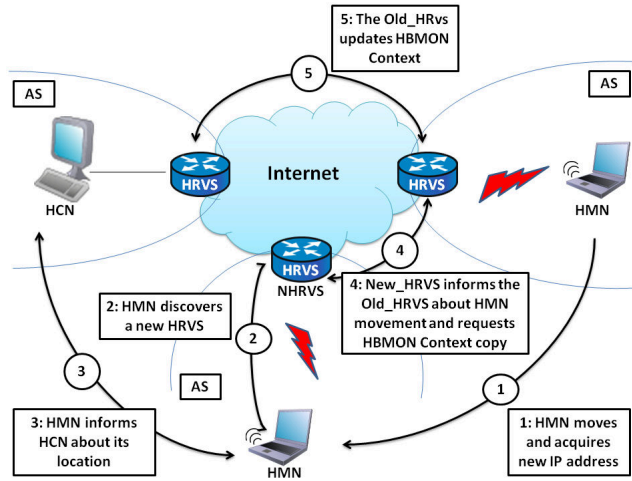 5: The Old_HRvs
updates HBMON
Context
5
AS
AS
HRVS
Internet
HRVS
HCN
HMN
4
HRVS
NHRVS
2: HMN discovers
a new HRVS
4: New_HRVS informs the
Old_HRVS about HMN
movement and requests
HBMON Context copy
2
3
AS
1
3: HMN informs
HCN about its
location
1: HMN moves
and acquires
new IP address
HMN